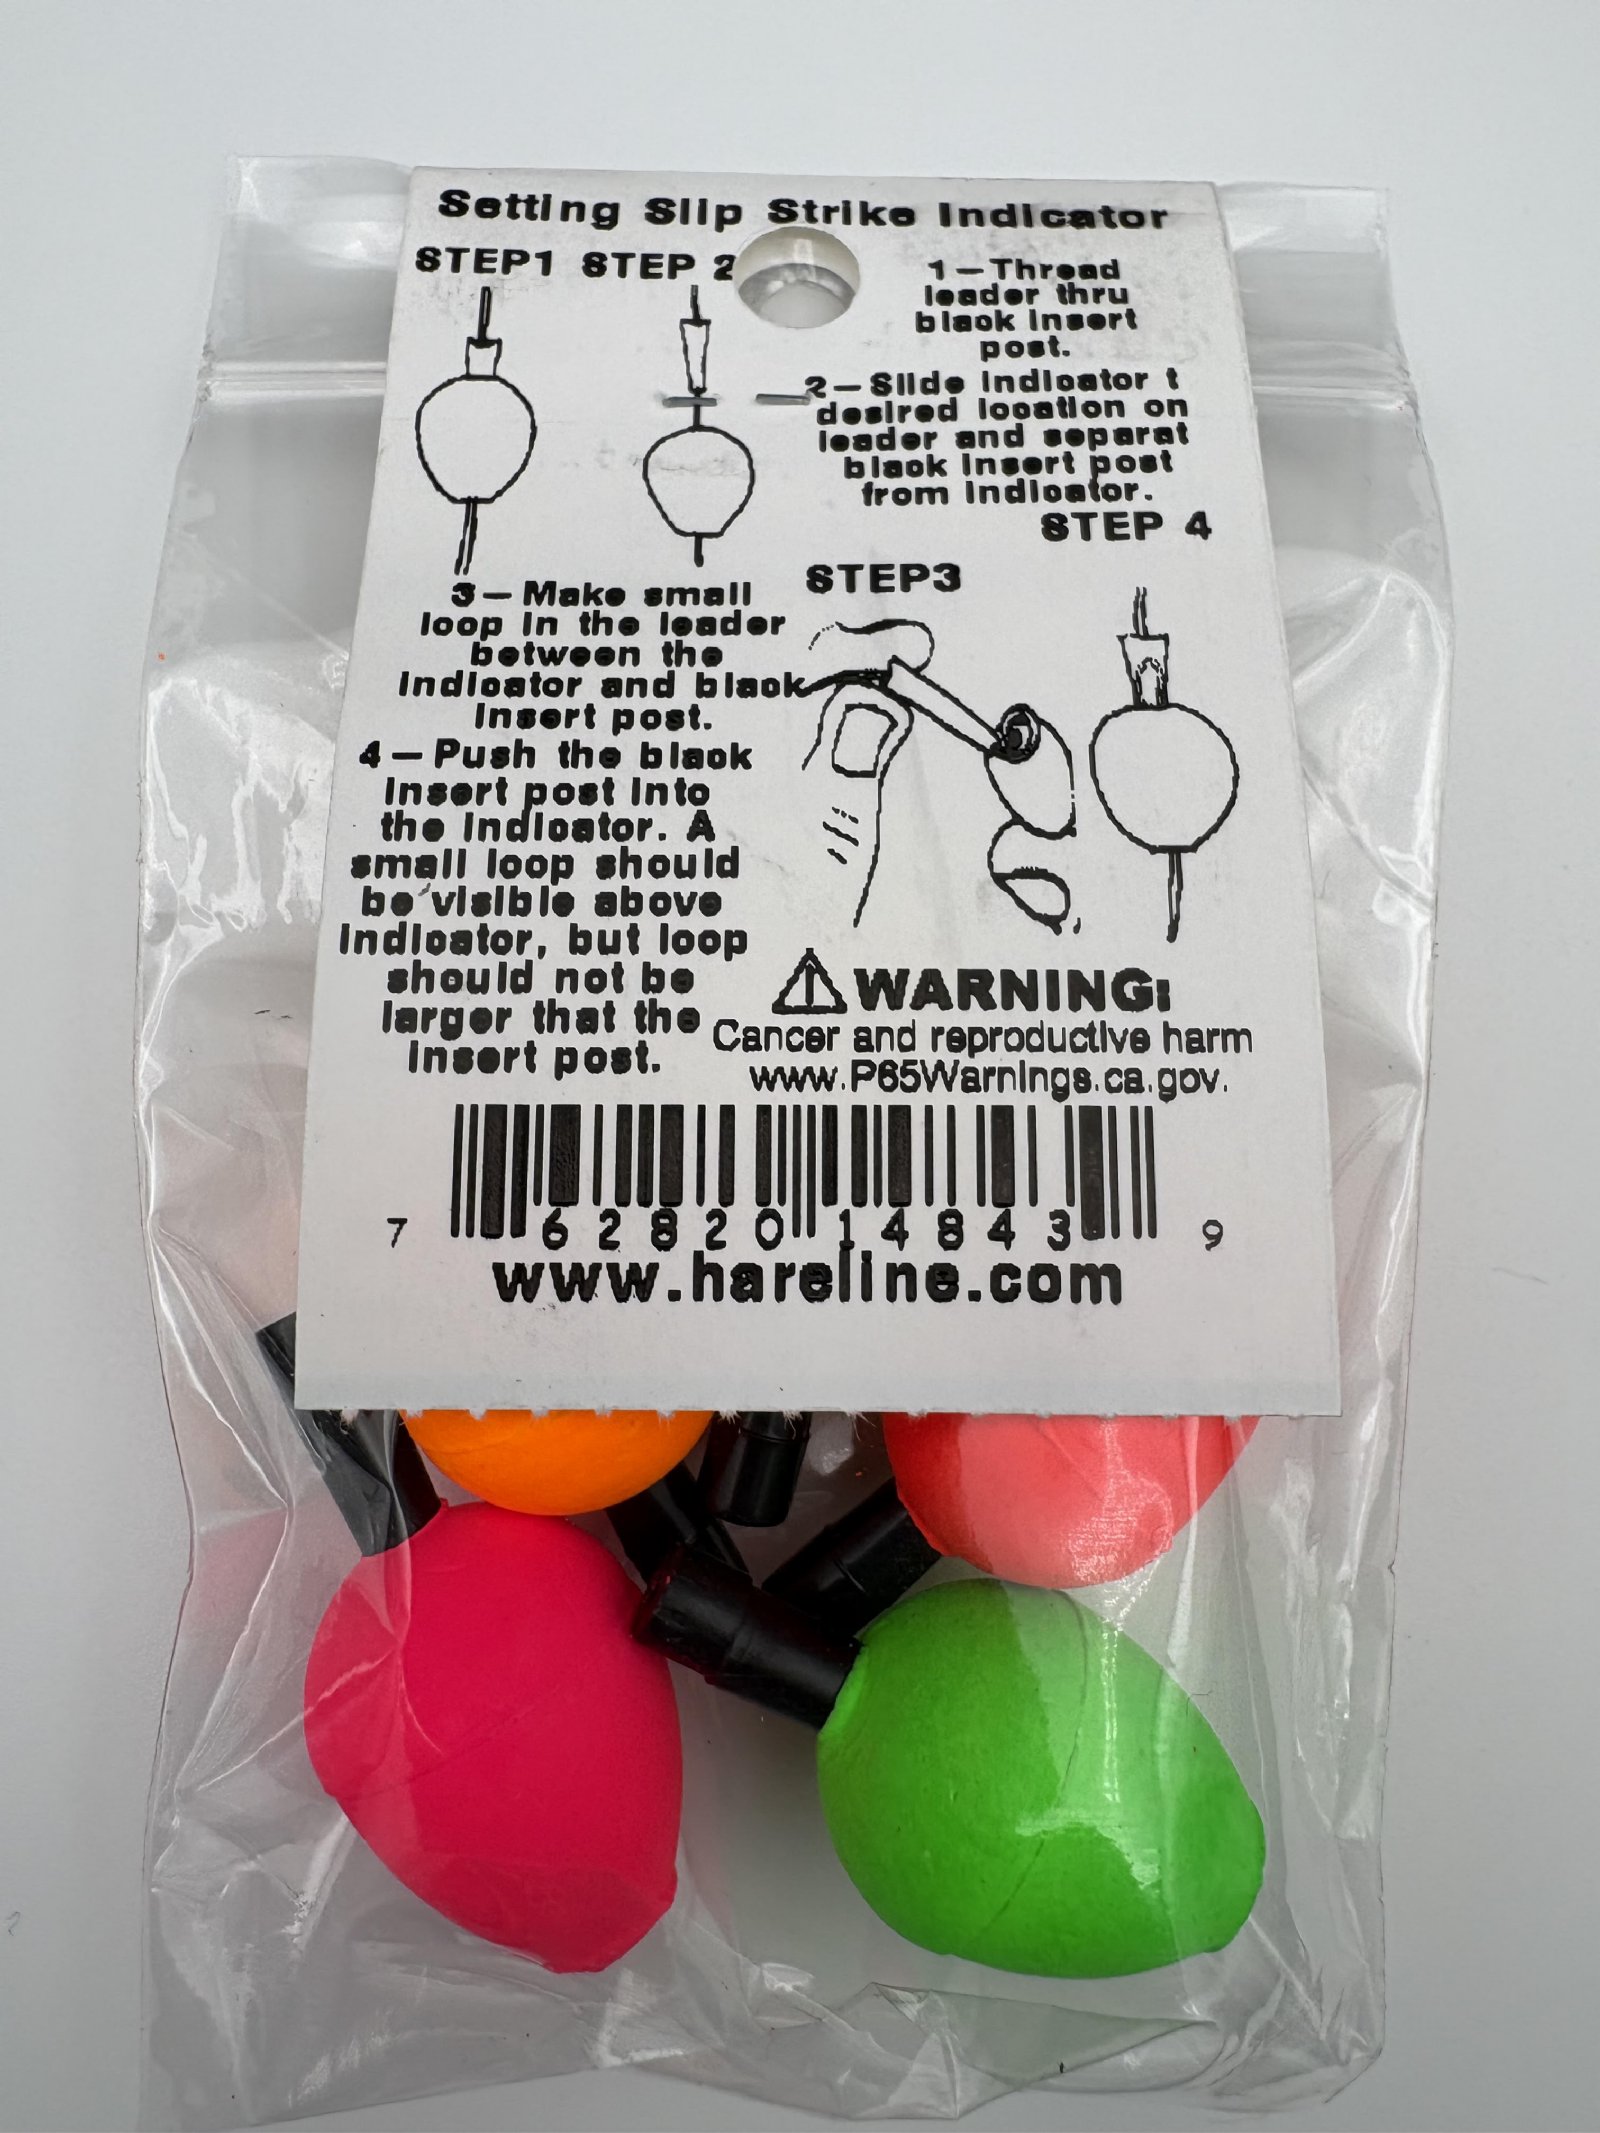 Setting Slip Strike Indicator
STEP1 STEP 2
1-Thread
leader thru
black insert
post.
2-Slide indicator t
desired location on
leader and separat
black insert post
from indicator.
STEP 4
STEP3
3-Make small
loop in the leader
between the
indicator and black
insert post.
4-Push the black
insert post into
the indicator. A
small loop should
be visible above
indicator, but loop
should not be
larger that the
insert post.
WARNING:
Cancer and reproductive harm
www.P65Warnings.ca.gov.
7 62820 14843 9
www.hareline.com